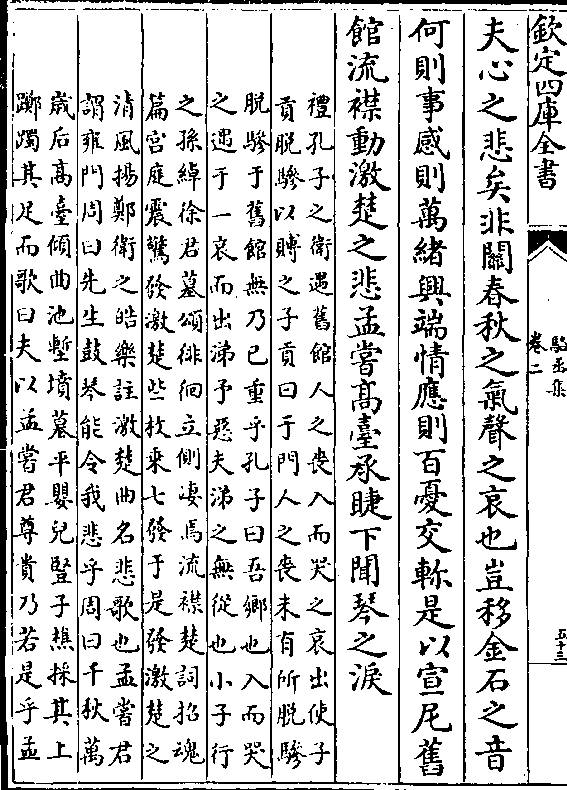 欽定四庫全書
駱丞集
卷二
五十三
夫心之悲矣非關春秋之氣聲之哀也豈移金石之音
何則事感則萬緒興端情應則百憂交軫是以宣尼舊
館流襟動激楚之悲孟嘗高臺承睫下聞琴之淚
禮孔子之衛遇舊館人之喪入而哭之哀出使子
貢脫驂以賻之子貢曰于門人之喪未有所脫驂
脫驂于舊館無乃已重乎孔子曰吾鄉也入而哭
之遇于一哀而出涕予惡夫涕之無從也小子行
之孫綽徐君墓頌徘徊立側凄焉流襟楚詞招魂
篇宫庭震驚發激楚些枚乘七發于是發激楚之
清風揚鄭衛之皓樂註激楚曲名悲歌也孟嘗君
謂雍門周曰先生鼓琴能令我悲乎周曰千秋萬
歲后高臺傾曲池塹墳墓平嬰兒豎子樵採其上
躑躅其足而歌曰夫以孟嘗君尊貴乃若是乎孟